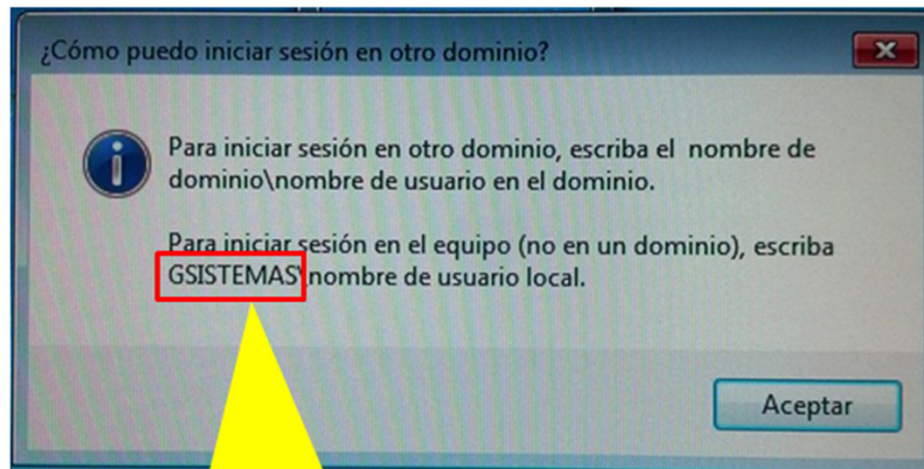 ¿Cómo puedo iniciar sesión en otro dominio?
Para iniciar sesión en otro dominio, escriba el nombre de
dominio\nombre de usuario en el dominio.
Para iniciar sesión en el equipo (no en un dominio), escriba
GSISTEMAS\nombre de usuario local.
Aceptar